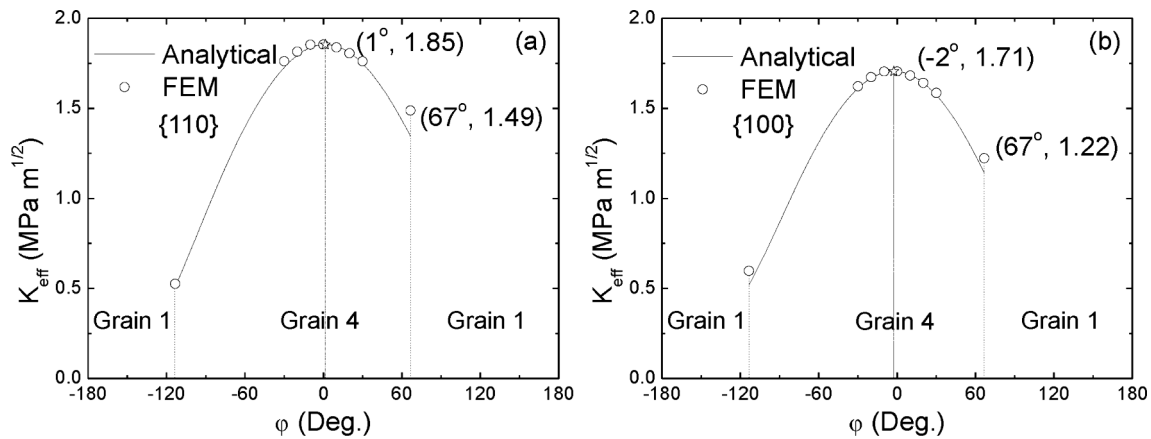 (a)
Analytical
FEM
{110}
(1°, 1.85)
(67°, 1.49)
K_eff (MPa m^1/2)
2.0
1.5
1.0
0.5
0.0
Grain 1
Grain 4
Grain 1
-180 -120 -60 0 60 120 180
φ (Deg.)
(b)
Analytical
FEM
{100}
(-2°, 1.71)
(67°, 1.22)
K_eff (MPa m^1/2)
2.0
1.5
1.0
0.5
0.0
Grain 1
Grain 4
Grain 1
-180 -120 -60 0 60 120 180
φ (Deg.)